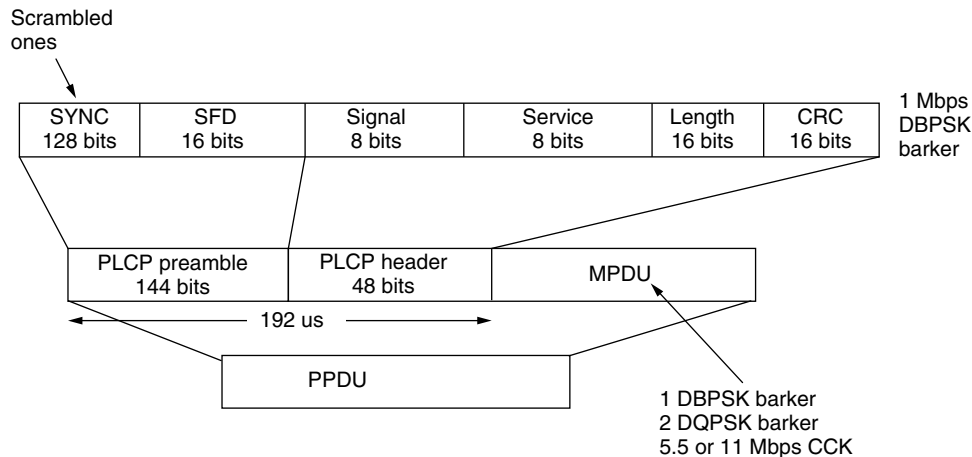 Scrambled
ones
SYNC
128 bits
SFD
16 bits
Signal
8 bits
Service
8 bits
Length
16 bits
CRC
16 bits
1 Mbps
DBPSK
barker
PLCP preamble
144 bits
PLCP header
48 bits
MPDU
192 us
PPDU
1 DBPSK barker
2 DQPSK barker
5.5 or 11 Mbps CCK